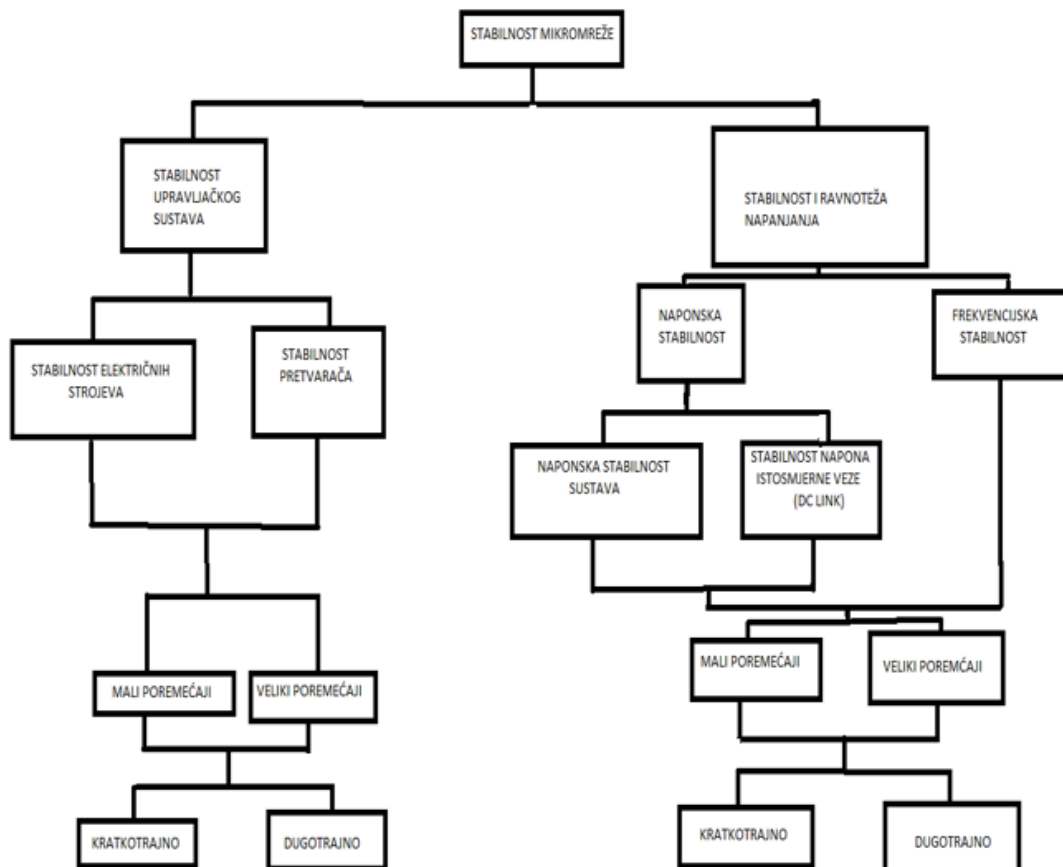 STABILNOST MIKROMREŽE
STABILNOST
UPRAVLJAČKOG
SUSTAVA
STABILNOST I RAVNOTEŽA
NAPANJANJA
STABILNOST ELEKTRIČNIH
STROJEVA
STABILNOST
PRETVARAČA
NAPONSKA
STABILNOST
FREKVENCIJSKA
STABILNOST
NAPONSKA STABILNOST
SUSTAVA
STABILNOST NAPONA
ISTOSMJERNE VEZE
(DC LINK)
MALI POREMEĆAJI
VELIKI POREMEĆAJI
MALI POREMEĆAJI
VELIKI POREMĆAJI
KRATKOTRAJNO
DUGOTRAJNO
KRATKOTRAJNO
DUGOTRAJNO